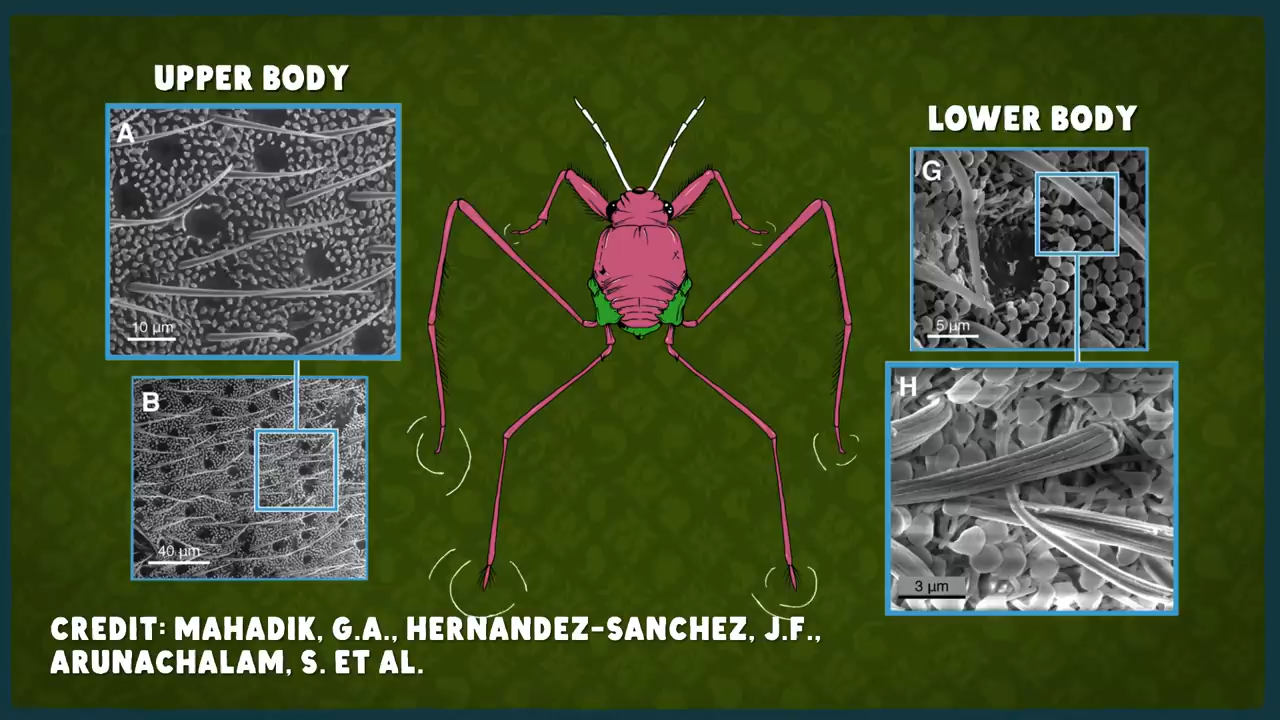 UPPER BODY
A
10 μm
B
40 μm
LOWER BODY
G
5 μm
H
3 μm
CREDIT: MAHADIK, G.A., HERNANDEZ-SANCHEZ, J.F.,
ARUNACHALAM, S. ET AL.